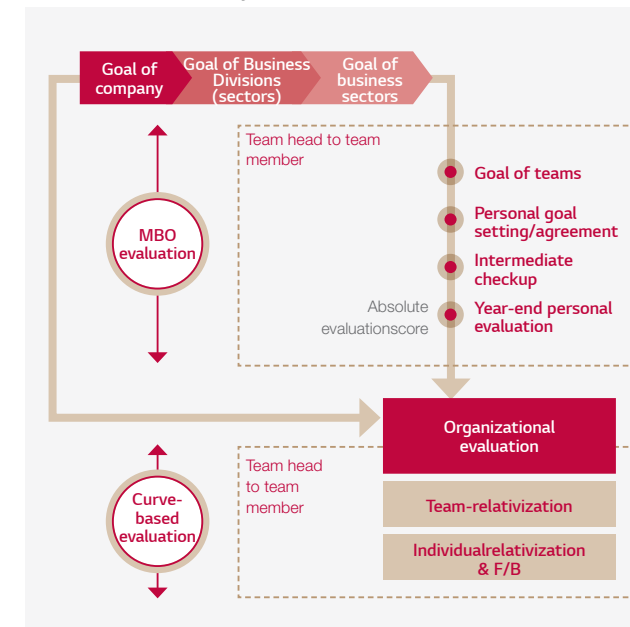 Goal of
company
Goal of Business
Divisions
(sectors)
Goal of
business
sectors
Team head to team
member
Goal of teams
Personal goal
setting/agreement
MBO
evaluation
Intermediate
checkup
Absolute
evaluationscore
Year-end personal
evaluation
Organizational
evaluation
Team head
to team
member
Curve-
based
evaluation
Team-relativization
Individualrelativization
& F/B